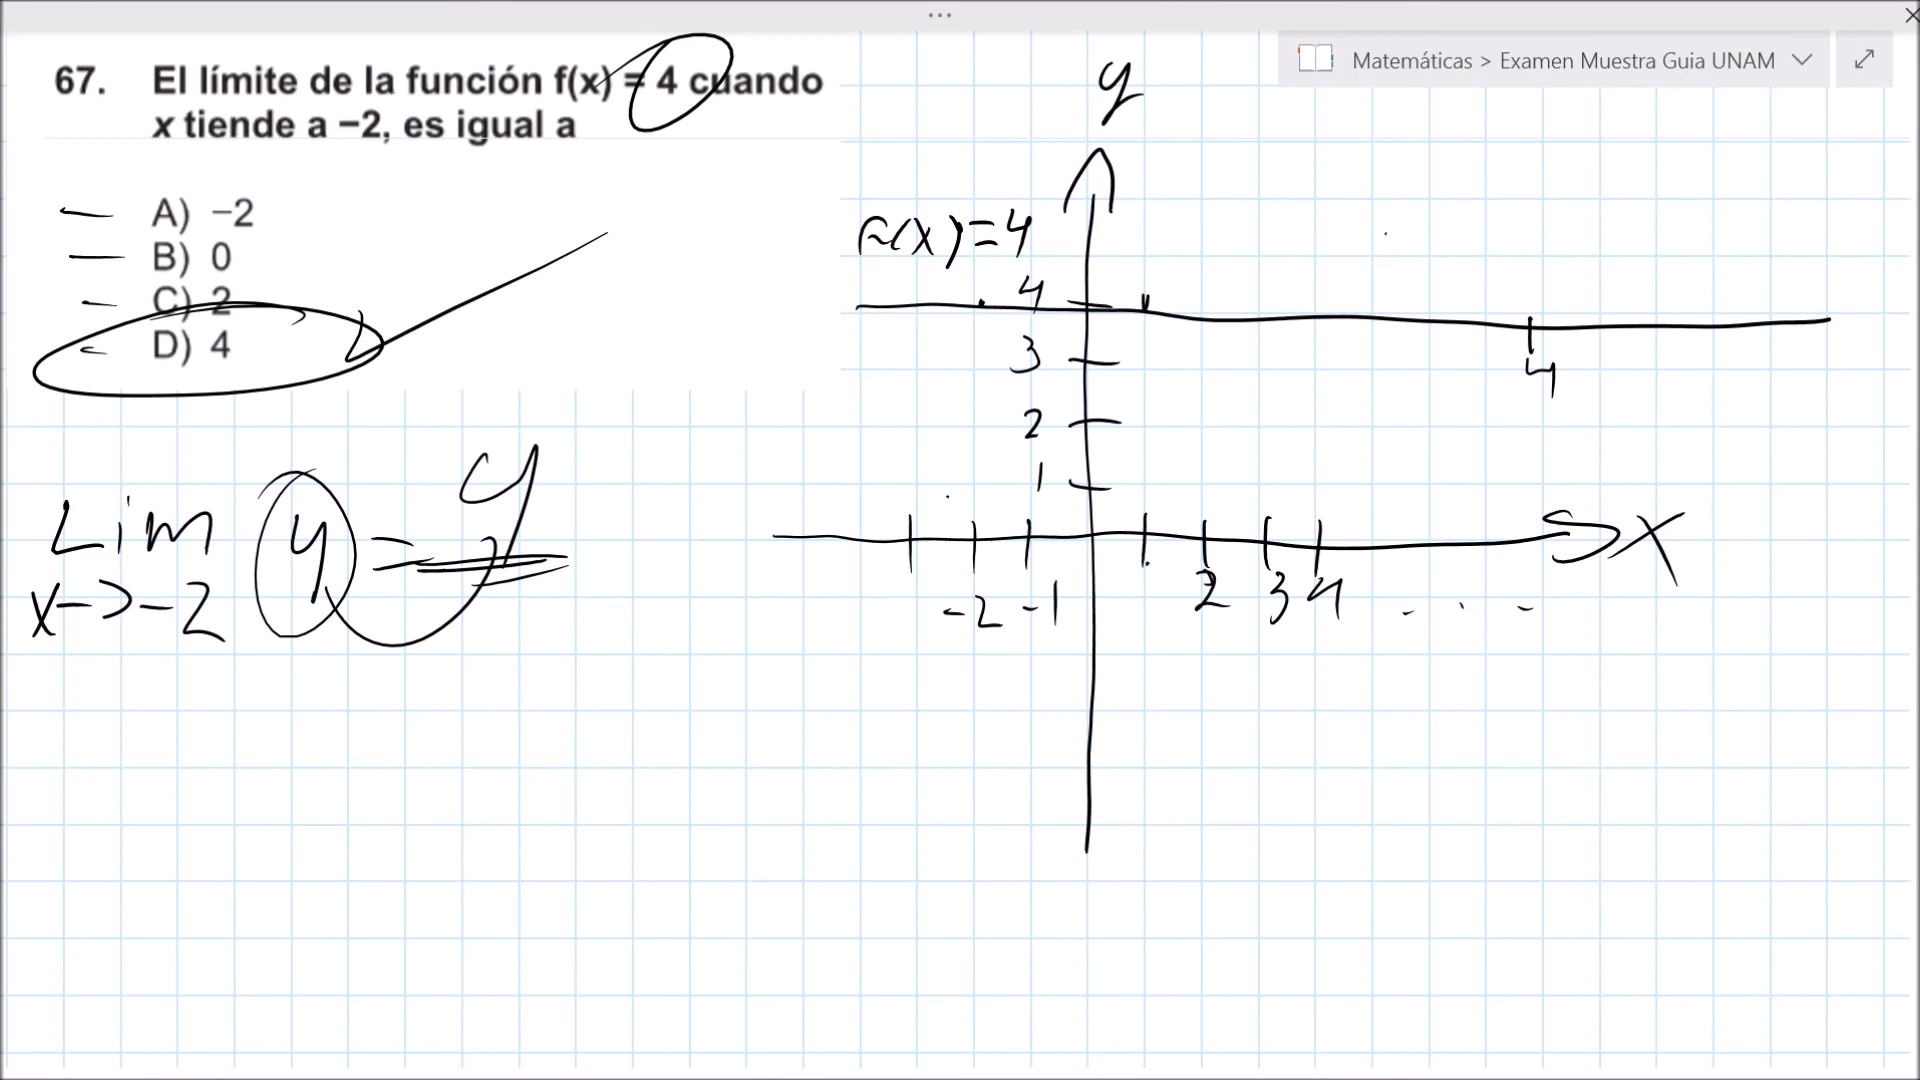 Matemáticas > Examen Muestra Guia UNAM
67. El límite de la función f(x) = 4 cuando
x tiende a −2, es igual a
A) −2
B) 0
C) 2
D) 4
Lim 4 = 4
x->-2
y
f(x)=4
4
3
2
1
4
x
-2 -1 2 3 4 . . .